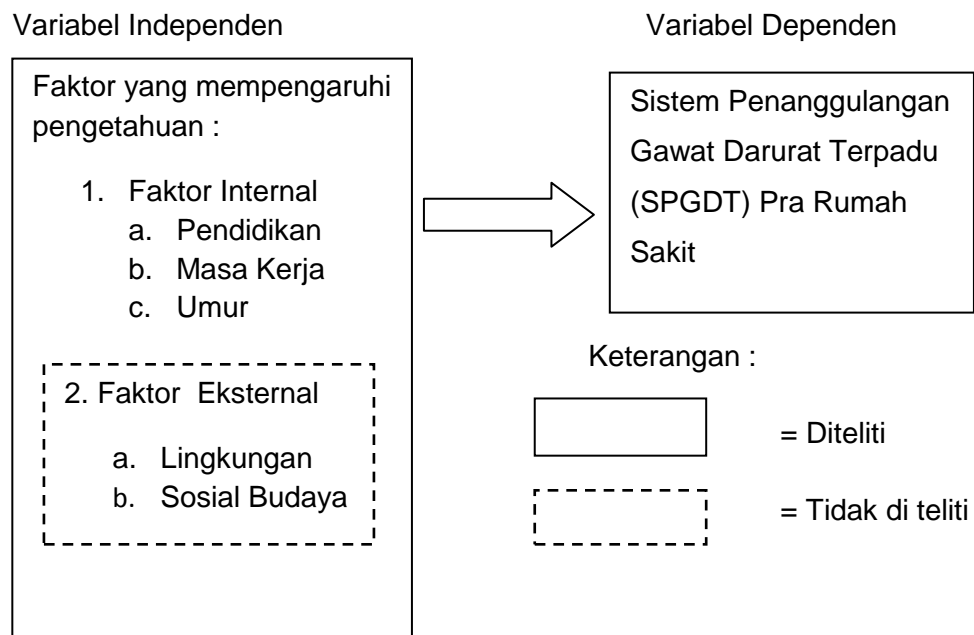 Variabel Independen
Variabel Dependen
Faktor yang mempengaruhi
pengetahuan :
1. Faktor Internal
a. Pendidikan
b. Masa Kerja
c. Umur
2. Faktor Eksternal
a. Lingkungan
b. Sosial Budaya
Sistem Penanggulangan
Gawat Darurat Terpadu
(SPGDT) Pra Rumah
Sakit
Keterangan :
= Diteliti
= Tidak di teliti